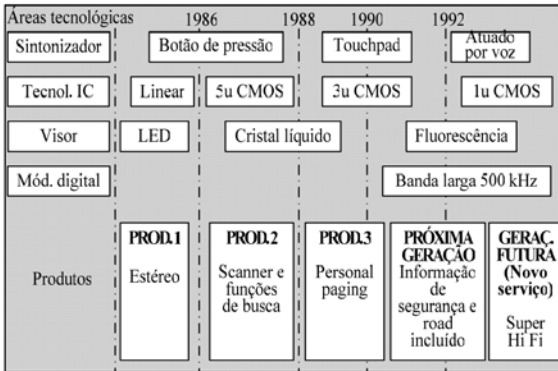 Áreas tecnológicas 1986 1988 1990 1992
Sintonizador Botão de pressão Touchpad Atuado por voz
Tecnol. IC Linear 5u CMOS 3u CMOS 1u CMOS
Visor LED Cristal líquido Fluorescência
Mód. digital Banda larga 500 kHz
Produtos
PROD.1
Estéreo
PROD.2
Scanner e
funções
de busca
PROD.3
Personal
paging
PRÓXIMA
GERAÇÃO
Informação
de
segurança e
road
incluído
GERAÇ.
FUTURA
(Novo
serviço)
Super
Hi Fi